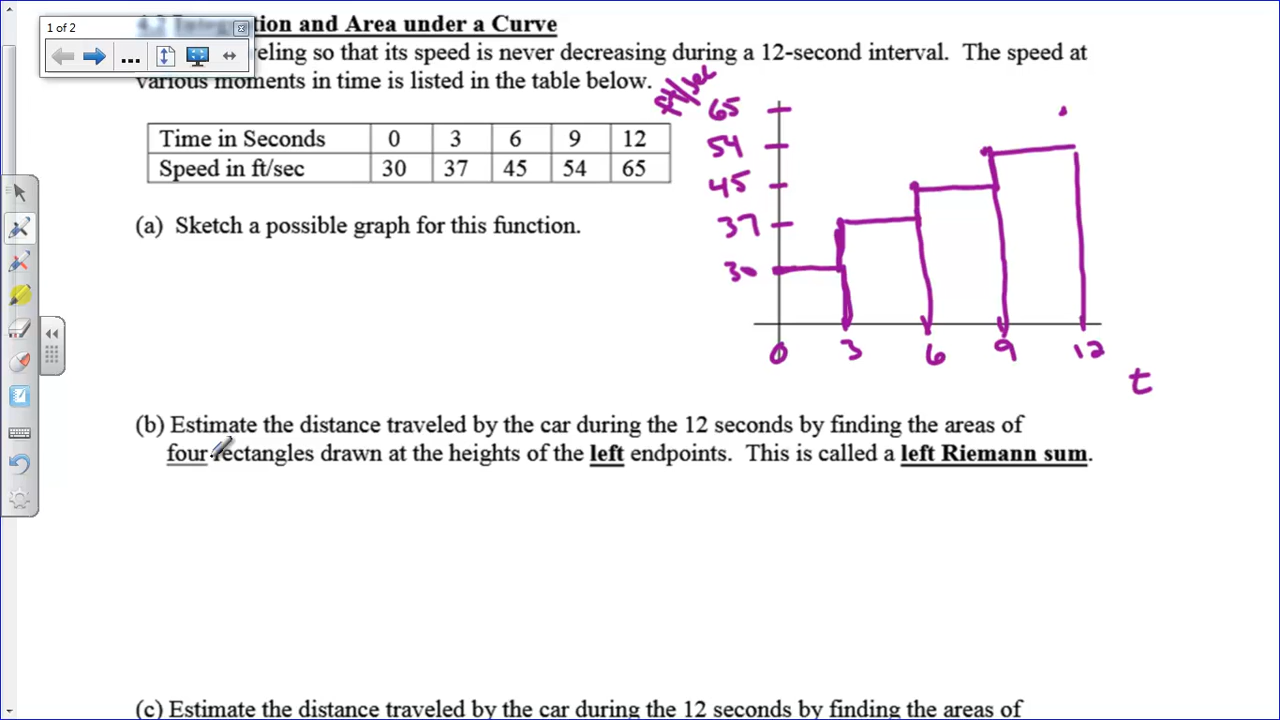 1 of 2
tion and Area under a Curve
eling so that its speed is never decreasing during a 12-second interval. The speed at
various moments in time is listed in the table below.
Time in Seconds 0 3 6 9 12
Speed in ft/sec 30 37 45 54 65
(a) Sketch a possible graph for this function.
ft/sec
65
54
45
37
30
0 3 6 9 12
t
(b) Estimate the distance traveled by the car during the 12 seconds by finding the areas of
four rectangles drawn at the heights of the left endpoints. This is called a left Riemann sum.
(c) Estimate the distance traveled by the car during the 12 seconds by finding the areas of